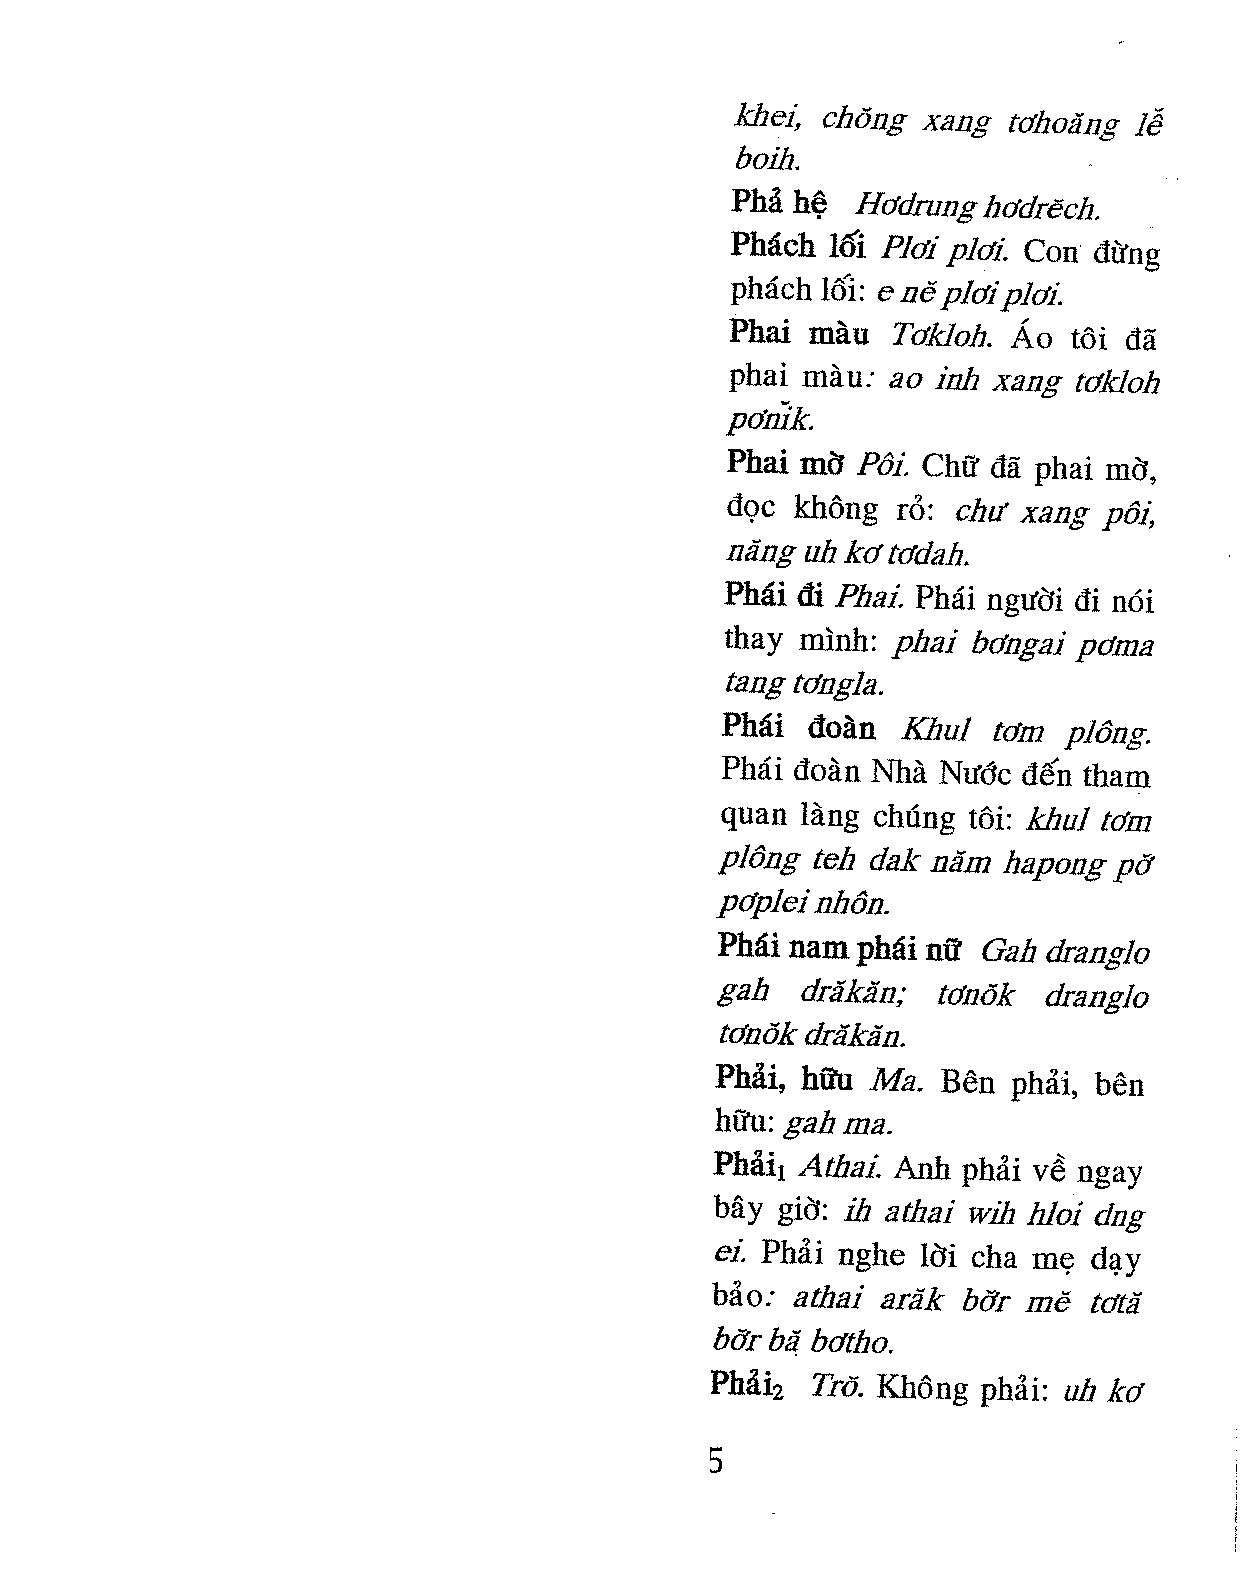 khei, chŏng xang tơhoăng lễ
boih.
Phả hệ Hơdrung hơdrĕch.
Phách lối Plơi plơi. Con đừng
phách lối: e nĕ plơi plơi.
Phai màu Tơkloh. Áo tôi đã
phai màu: ao inh xang tơkloh
pơnĭk.
Phai mờ Pôi. Chữ đã phai mờ,
đọc không rỏ: chư xang pôi,
năng uh kơ tơdah.
Phái đi Phai. Phái người đi nói
thay mình: phai bơngai pơma
tang tơngla.
Phái đoàn Khul tơm plông.
Phái đoàn Nhà Nước đến tham
quan làng chúng tôi: khul tơm
plông teh dak năm hapong pơ̆
pơplei nhôn.
Phái nam phái nữ Gah dranglo
gah drăkăn; tơnŏk dranglo
tơnŏk drăkăn.
Phải, hữu Ma. Bên phải, bên
hữu: gah ma.
Phải₁ Athai. Anh phải về ngay
bây giờ: ih athai wih hloi dng
ei. Phải nghe lời cha mẹ dạy
bảo: athai arăk bơ̆r mĕ tơtă
bơ̆r bặ bơtho.
Phải₂ Trŏ. Không phải: uh kơ
5